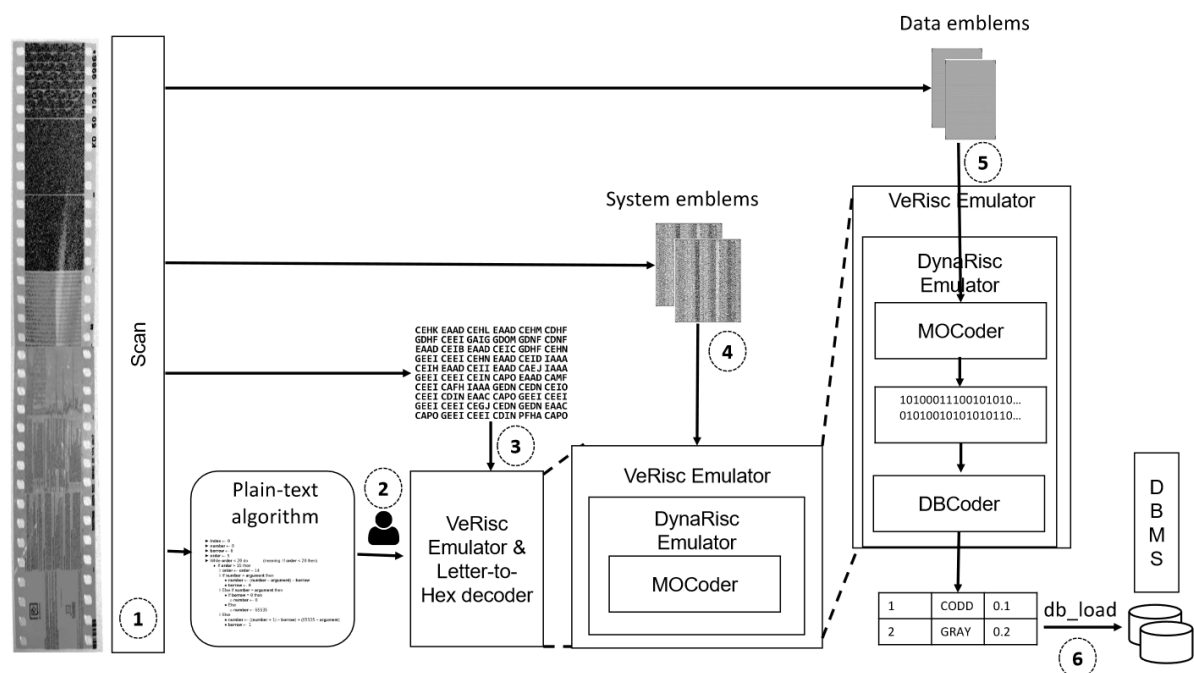 Data emblems
5
VeRisc Emulator
DynaRisc
Emulator
MOCoder
10100011100101010...
01010010101010110...
DBCoder
System emblems
4
Scan
CEHK EAAD CEHL EAAD CEHM CDHF
GDHF CEEI GAIG GDOM GDNF CDNF
EAAD CEIB EAAD CEIC GDHF CEHN
GEEI CEEI CEHN EAAD CEID IAAA
CEIH EAAD CEII EAAD CAEJ IAAA
GEEI CEEI CEIN CAPO EAAD CAMF
CEEI CAFH IAAA GEDN CEDN CEIO
CEEI CDIN EAAC CAPO GEEI CEEI
GEEI CEEI CEGJ CEDN GEDN EAAC
CAPO GEEI CEEI CDIN PFHA CAPO
3
Plain-text
algorithm
2
VeRisc
Emulator &
Letter-to-
Hex decoder
VeRisc Emulator
DynaRisc
Emulator
MOCoder
D
B
M
S
1
1 CODD 0.1
2 GRAY 0.2
db_load
6